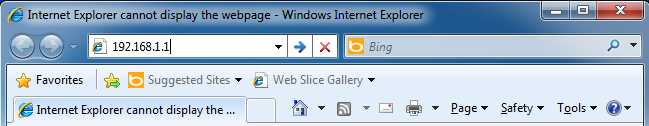 Internet Explorer cannot display the webpage - Windows Internet Explorer
192.168.1.1 Bing
Favorites Suggested Sites Web Slice Gallery
Internet Explorer cannot display the ... Page Safety Tools